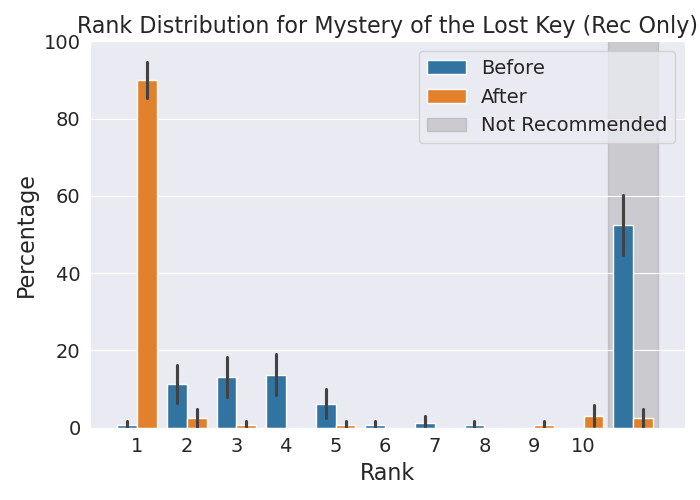 Rank Distribution for Mystery of the Lost Key (Rec Only)
100
80
60
40
20
0
Percentage
Before
After
Not Recommended
1 2 3 4 5 6 7 8 9 10
Rank